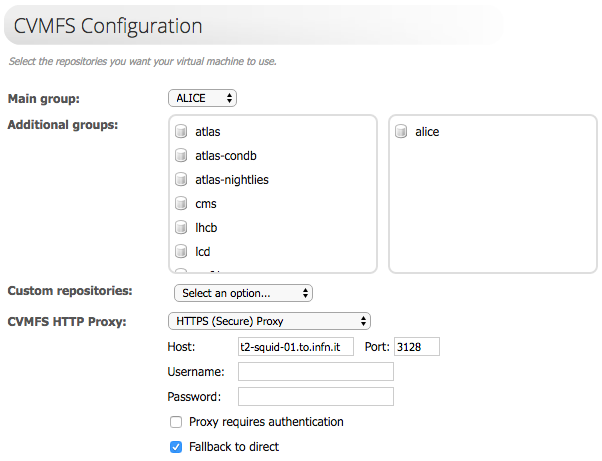 CVMFS Configuration
Select the repositories you want your virtual machine to use.
Main group: ALICE
Additional groups:
atlas
atlas-condb
atlas-nightlies
cms
lhcb
lcd
alice
Custom repositories: Select an option...
CVMFS HTTP Proxy: HTTPS (Secure) Proxy
Host: t2-squid-01.to.infn.it Port: 3128
Username:
Password:
Proxy requires authentication
Fallback to direct